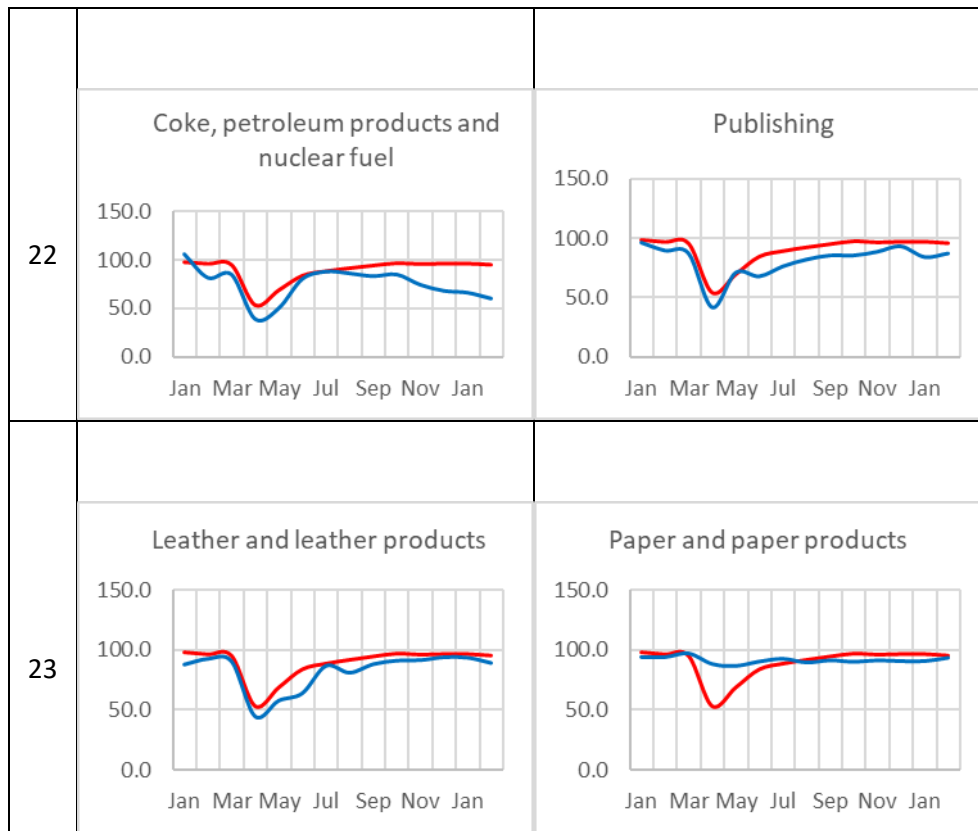 22
Coke, petroleum products and
nuclear fuel
150.0
100.0
50.0
0.0
Jan Mar May Jul Sep Nov Jan
Publishing
150.0
100.0
50.0
0.0
Jan Mar May Jul Sep Nov Jan
23
Leather and leather products
150.0
100.0
50.0
0.0
Jan Mar May Jul Sep Nov Jan
Paper and paper products
150.0
100.0
50.0
0.0
Jan Mar May Jul Sep Nov Jan